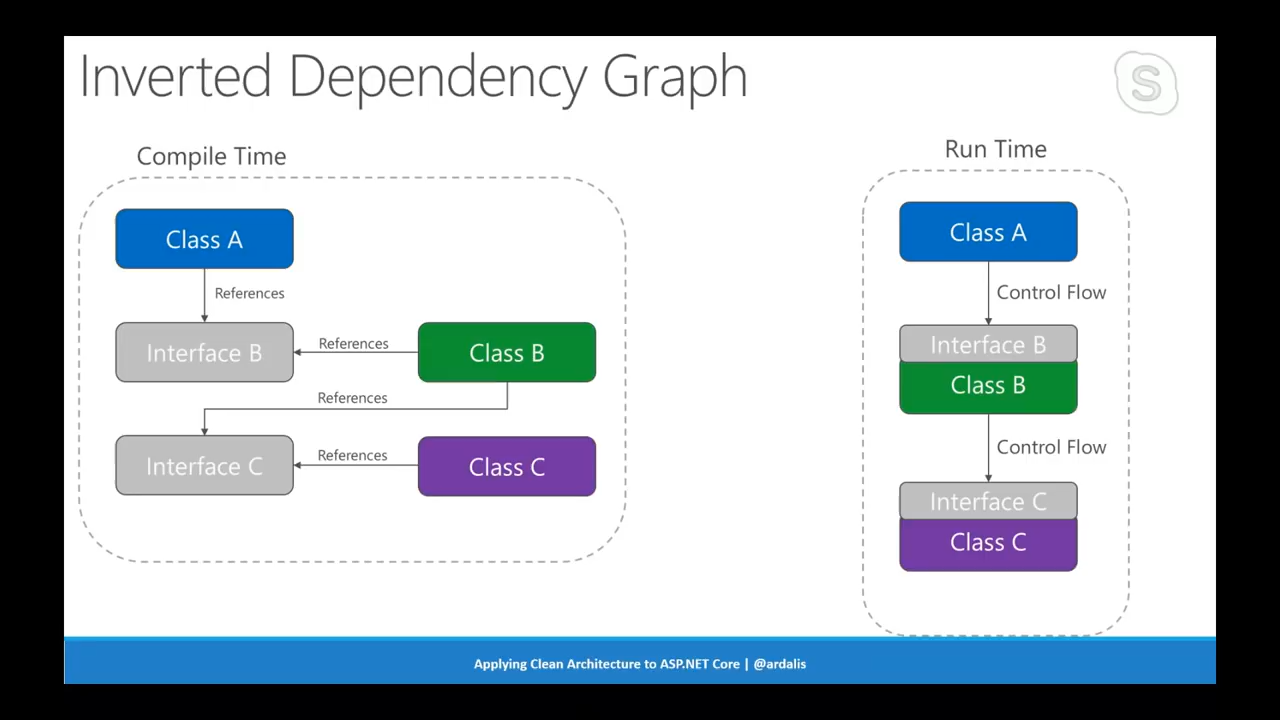 Inverted Dependency Graph
S
Compile Time
Class A
References
Interface B
References
Class B
References
Interface C
References
Class C
Run Time
Class A
Control Flow
Interface B
Class B
Control Flow
Interface C
Class C
Applying Clean Architecture to ASP.NET Core | @ardalis